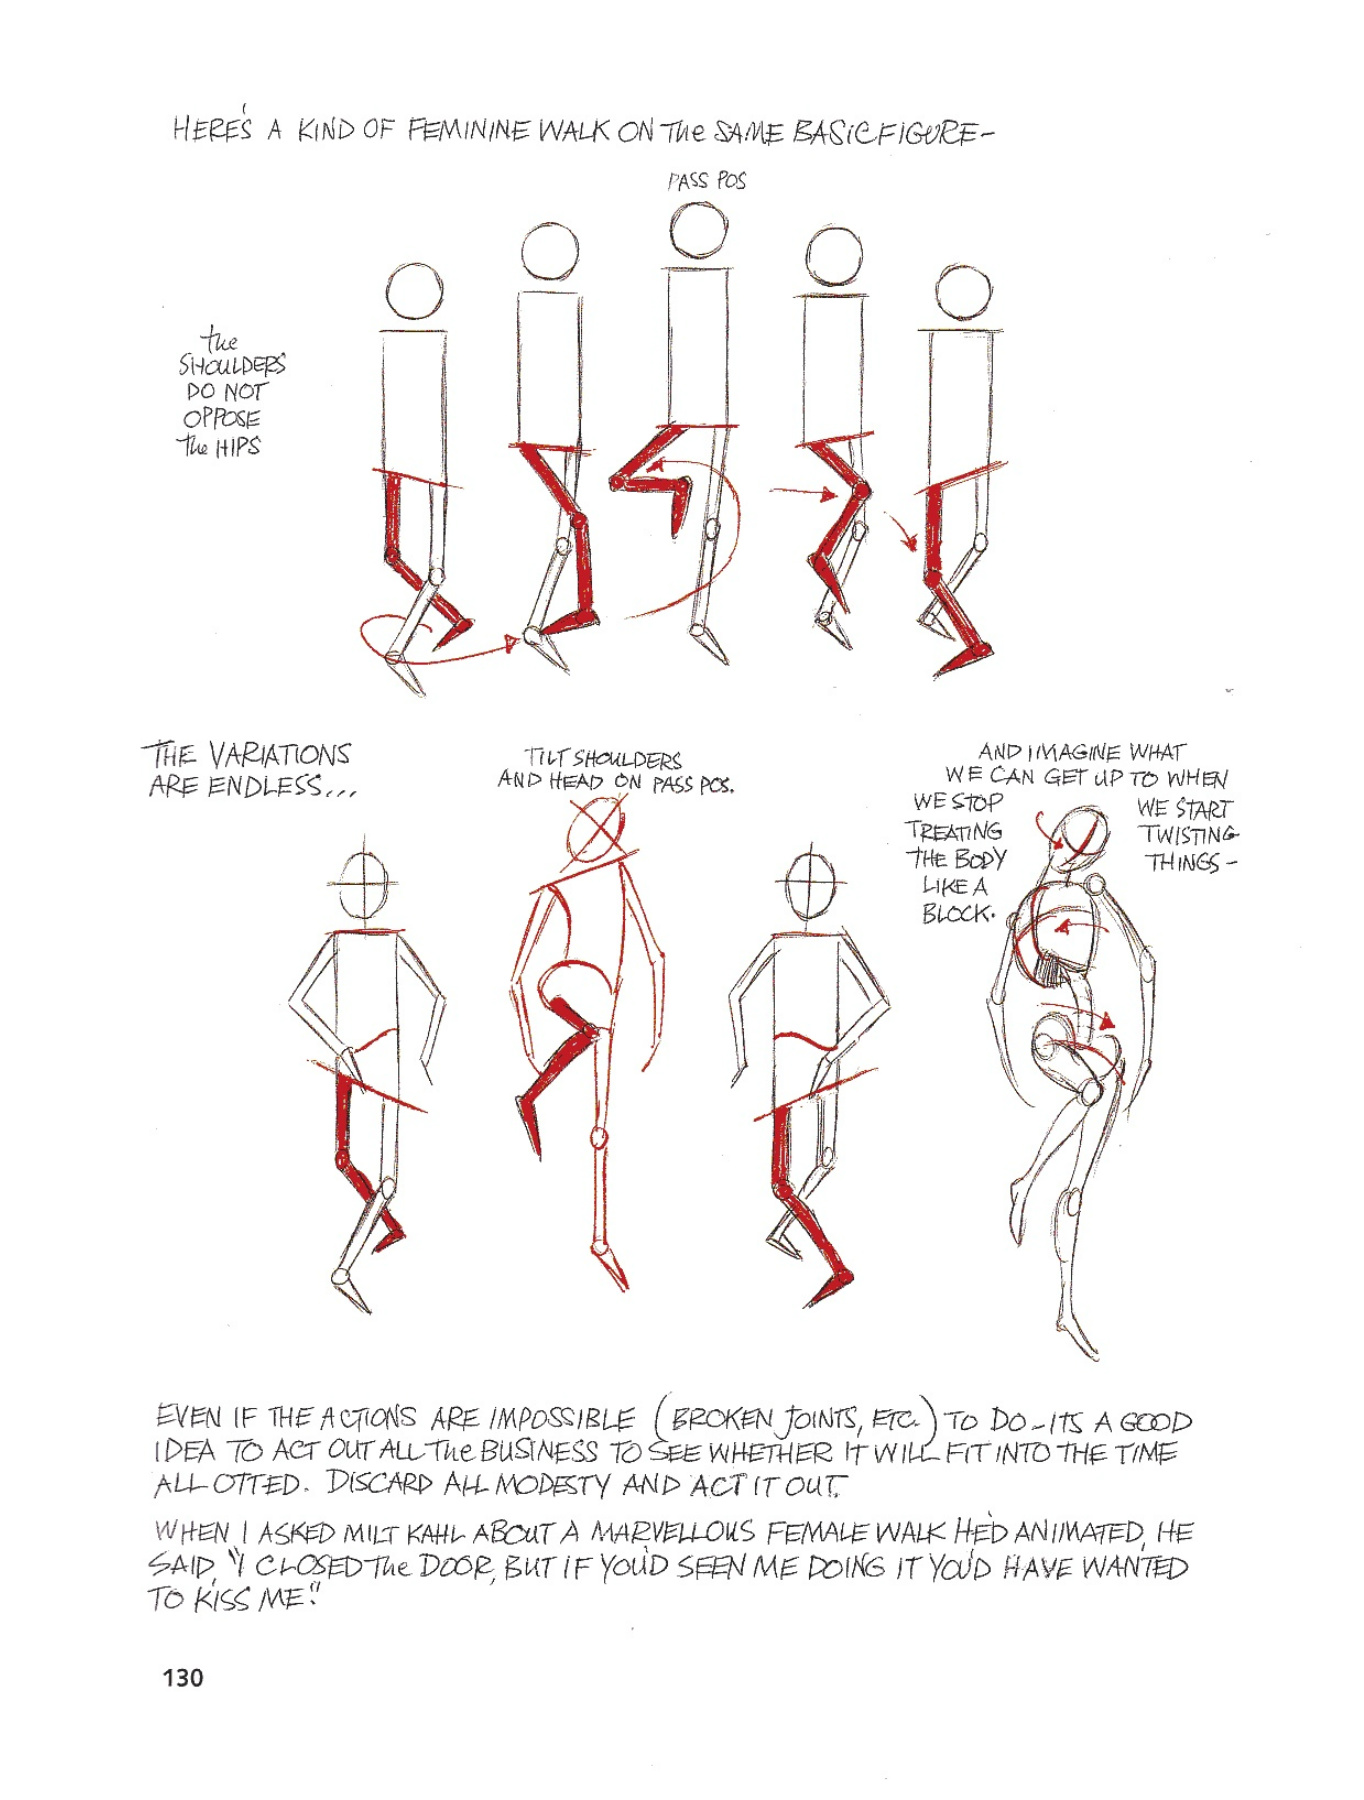 HERE'S A KIND OF FEMININE WALK ON The SAME BASIC FIGURE-
PASS POS
the
SHOULDERS
DO NOT
OPPOSE
The HIPS
THE VARIATIONS
ARE ENDLESS...
TILT SHOULDERS
AND HEAD ON PASS POS.
AND IMAGINE WHAT
WE CAN GET UP TO WHEN
WE STOP
TREATING
THE BODY
LIKE A
BLOCK.
WE START
TWISTING
THINGS-
EVEN IF THE ACTIONS ARE IMPOSSIBLE (BROKEN JOINTS, ETC.) TO DO-ITS A GOOD
IDEA TO ACT OUT ALL The BUSINESS TO SEE WHETHER IT WILL FIT INTO THE TIME
ALLOTTED. DISCARD ALL MODESTY AND ACT IT OUT.
WHEN I ASKED MILT KAHL ABOUT A MARVELLOUS FEMALE WALK HE'D ANIMATED, HE
SAID, "I CLOSED The DOOR, BUT IF YOU'D SEEN ME DOING IT YOU'D HAVE WANTED
TO KISS ME."
130